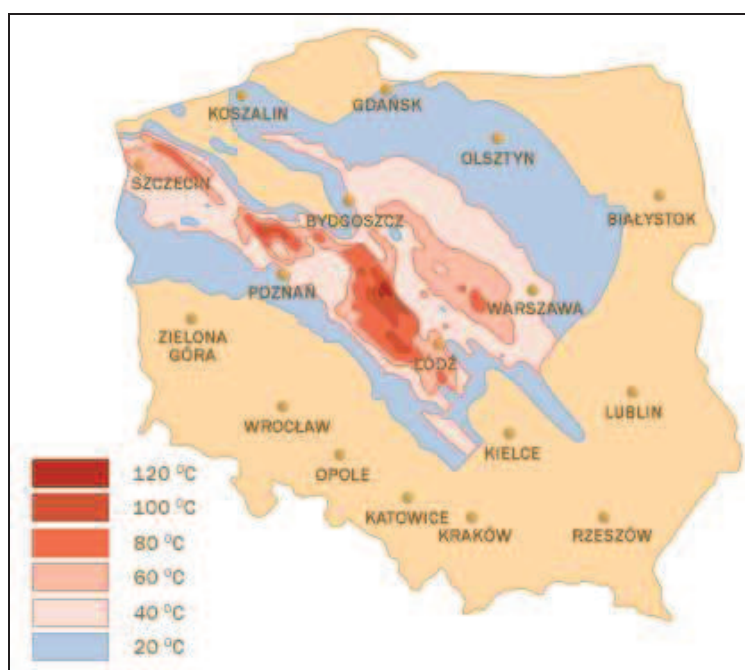 GDAŃSK
KOSZALIN
OLSZTYN
SZCZECIN
BYDGOSZCZ
BIAŁYSTOK
POZNAŃ
WARSZAWA
ZIELONA
GÓRA
ŁÓDŹ
LUBLIN
WROCŁAW
KIELCE
OPOLE
KATOWICE
KRAKÓW
RZESZÓW
120 °C
100 °C
80 °C
60 °C
40 °C
20 °C